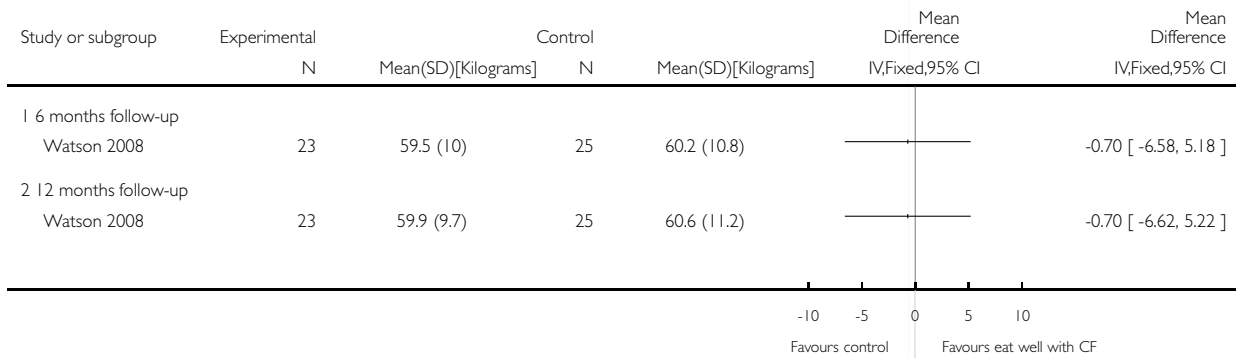 Study or subgroup Experimental Control Mean Difference Mean Difference
N Mean(SD)[Kilograms] N Mean(SD)[Kilograms] IV,Fixed,95% CI IV,Fixed,95% CI
1 6 months follow-up
Watson 2008 23 59.5 (10) 25 60.2 (10.8) -0.70 [ -6.58, 5.18 ]
2 12 months follow-up
Watson 2008 23 59.9 (9.7) 25 60.6 (11.2) -0.70 [ -6.62, 5.22 ]
-10 -5 0 5 10
Favours control Favours eat well with CF